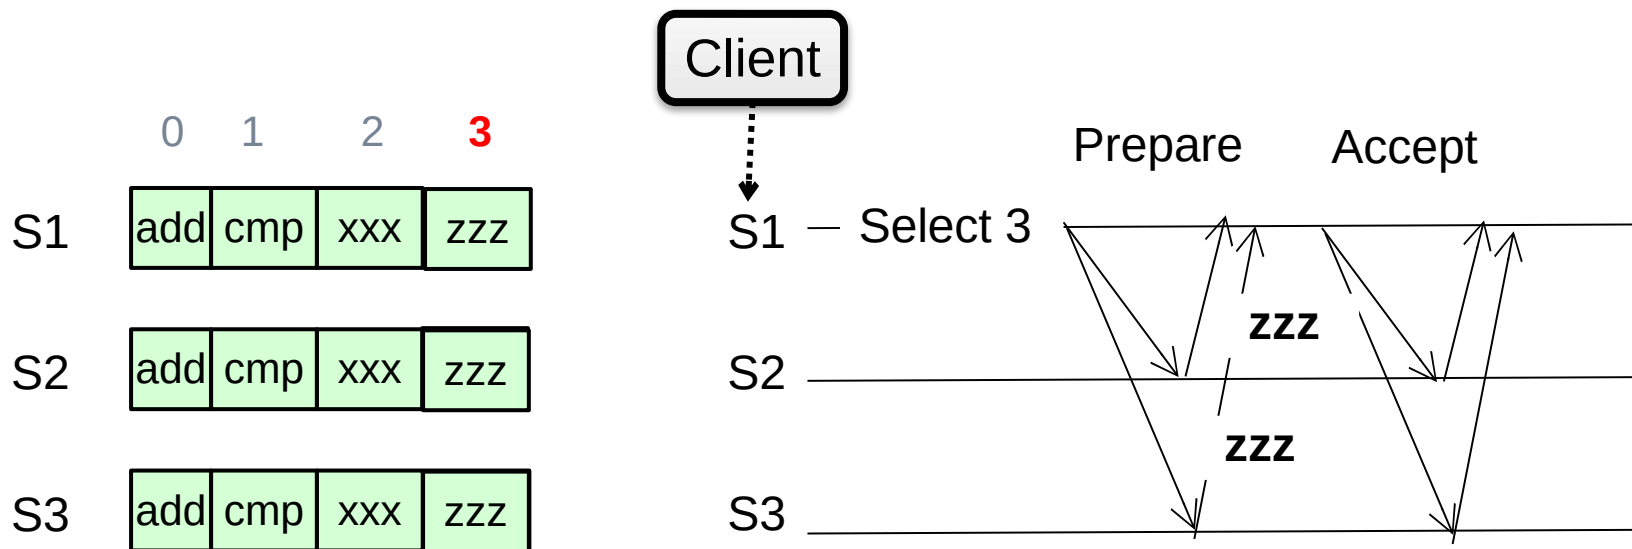 Client
0 1 2 3
Prepare Accept
S1 add cmp xxx zzz
S1 Select 3
zzz
S2 add cmp xxx zzz
S2
zzz
S3 add cmp xxx zzz
S3